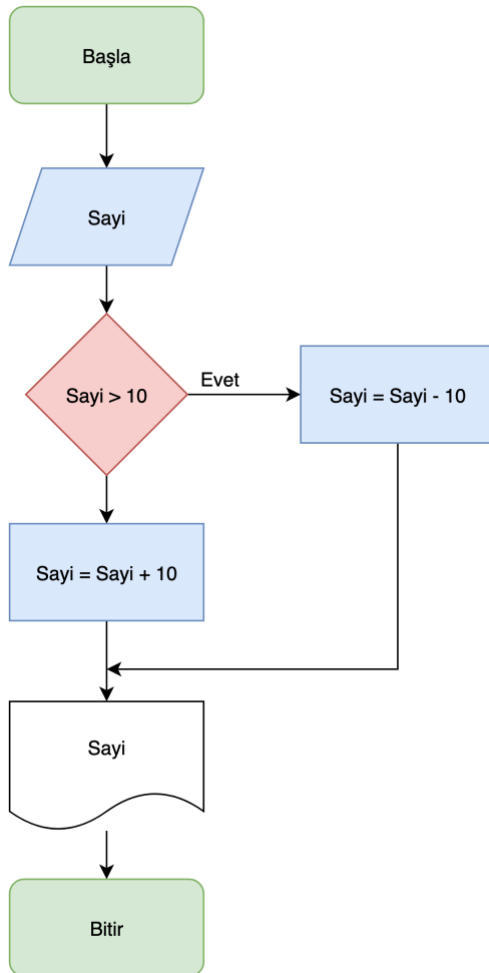 Başla
Sayi
Sayi > 10
Evet
Sayi = Sayi - 10
Sayi = Sayi + 10
Sayi
Bitir